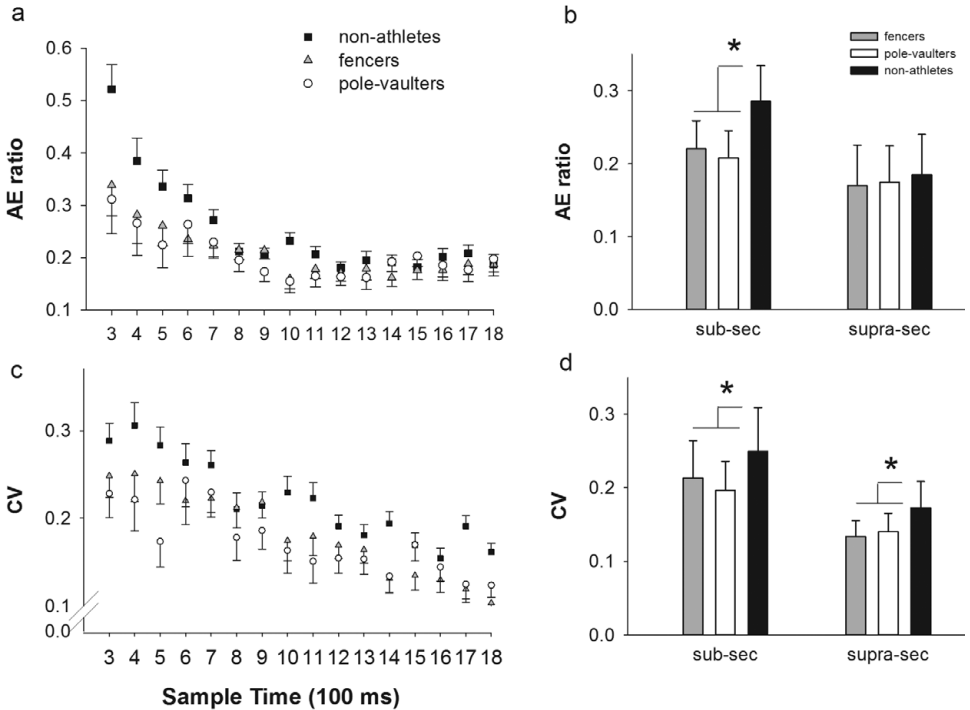 a
non-athletes
fencers
pole-vaulters
0.6
0.5
0.4
0.3
0.2
0.1
AE ratio
3 4 5 6 7 8 9 10 11 12 13 14 15 16 17 18
b
fencers
pole-vaulters
non-athletes
*
0.3
0.2
0.1
0.0
AE ratio
sub-sec supra-sec
c
0.3
0.2
0.1
0.0
CV
3 4 5 6 7 8 9 10 11 12 13 14 15 16 17 18
Sample Time (100 ms)
d
*
*
0.3
0.2
0.1
0.0
CV
sub-sec supra-sec